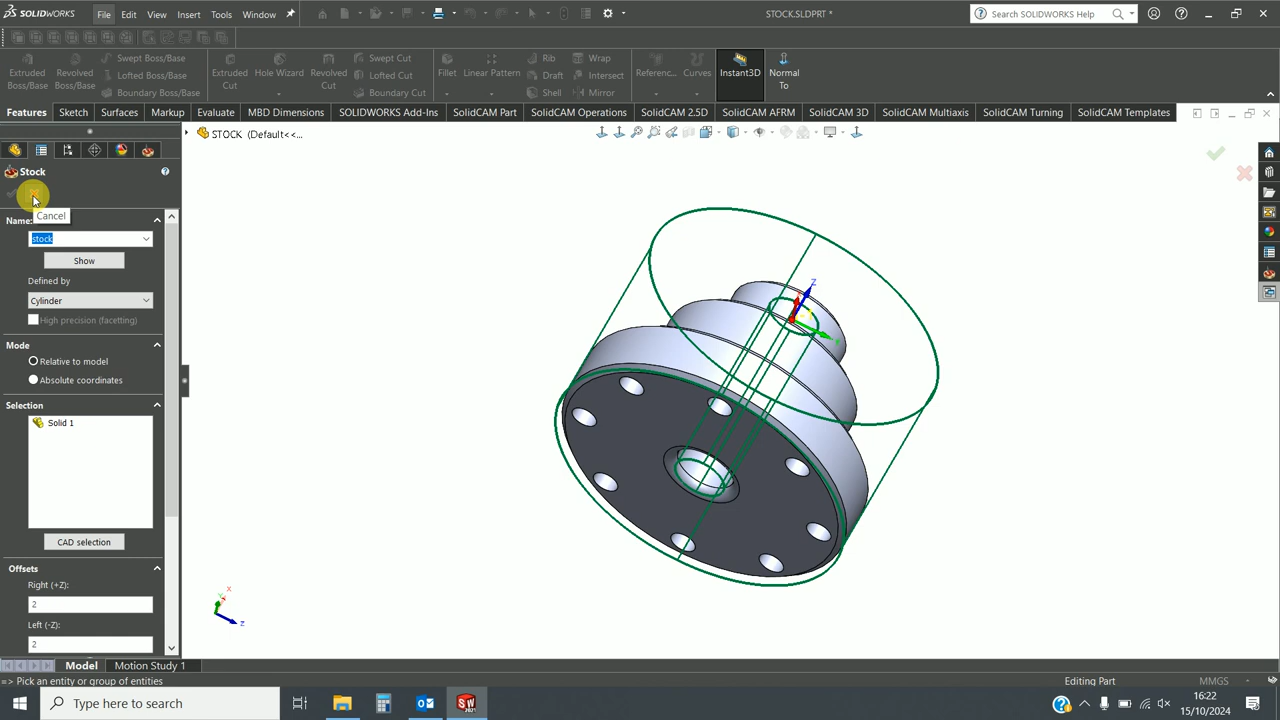 SOLIDWORKS File Edit View Insert Tools Window STOCK.SLDPRT * Search SOLIDWORKS Help
Extruded Boss/Base
Revolved Boss/Base
Swept Boss/Base
Lofted Boss/Base
Boundary Boss/Base
Extruded Cut
Hole Wizard
Revolved Cut
Swept Cut
Lofted Cut
Boundary Cut
Fillet
Linear Pattern
Rib
Draft
Shell
Wrap
Intersect
Mirror
Referenc...
Curves
Instant3D
Normal To
Features Sketch Surfaces Markup Evaluate MBD Dimensions SOLIDWORKS Add-Ins SolidCAM Part SolidCAM Operations SolidCAM 2.5D SolidCAM AFRM SolidCAM 3D SolidCAM Multiaxis SolidCAM Turning SolidCAM Templates
STOCK (Default<<...
Stock
Cancel
Name:
stock
Show
Defined by
Cylinder
High precision (facetting)
Mode
Relative to model
Absolute coordinates
Selection
Solid 1
CAD selection
Offsets
Right (+Z):
2
Left (-Z):
2
Z
X
Y
Z
Model Motion Study 1
=> Pick an entity or group of entities Editing Part MMGS
Type here to search
16:22
15/10/2024